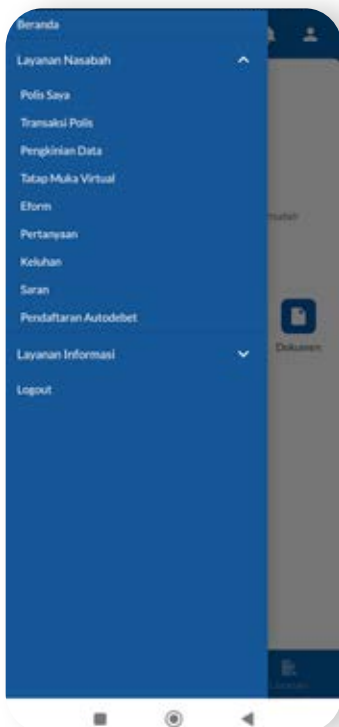 Beranda
Layanan Nasabah
Polis Saya
Transaksi Polis
Pengkinian Data
Tatap Muka Virtual
Eform
Pertanyaan
Keluhan
Saran
Pendaftaran Autodebet
Layanan Informasi
Dokumen
Logout